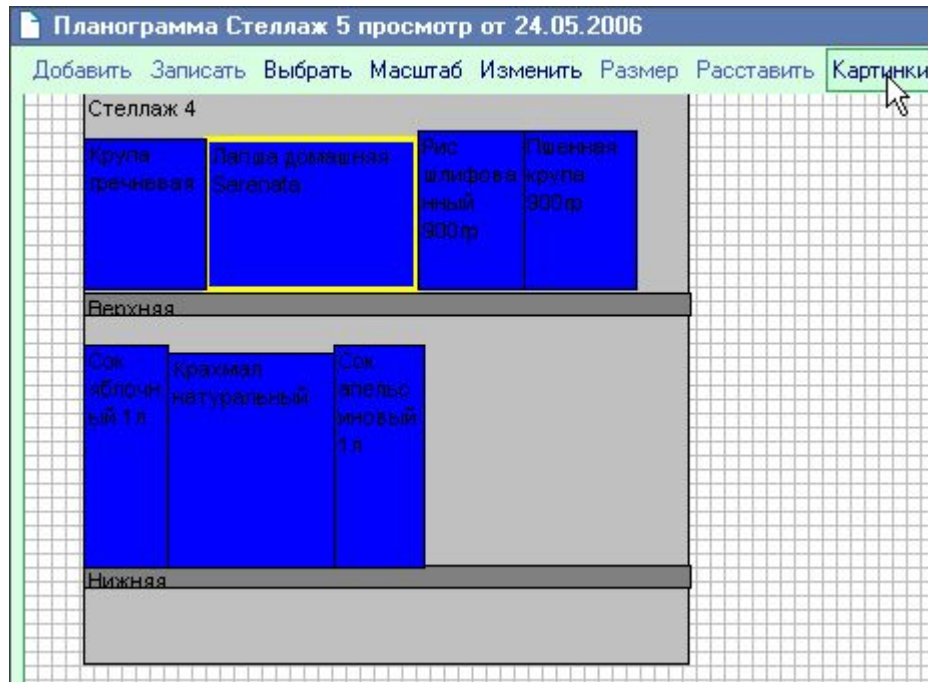 Планограмма Стеллаж 5 просмотр от 24.05.2006
Добавить Записать Выбрать Масштаб Изменить Размер Расставить Картинки
Стеллаж 4
Крупа
гречневая
Лапша домашняя
Serenata
Рис
шлифова
нный
900гр
Пшенная
крупа
900гр
Верхняя
Сок
яблочн
ый 1л
Крахмал
натуральный
Сок
апельс
иновый
1л
Нижняя